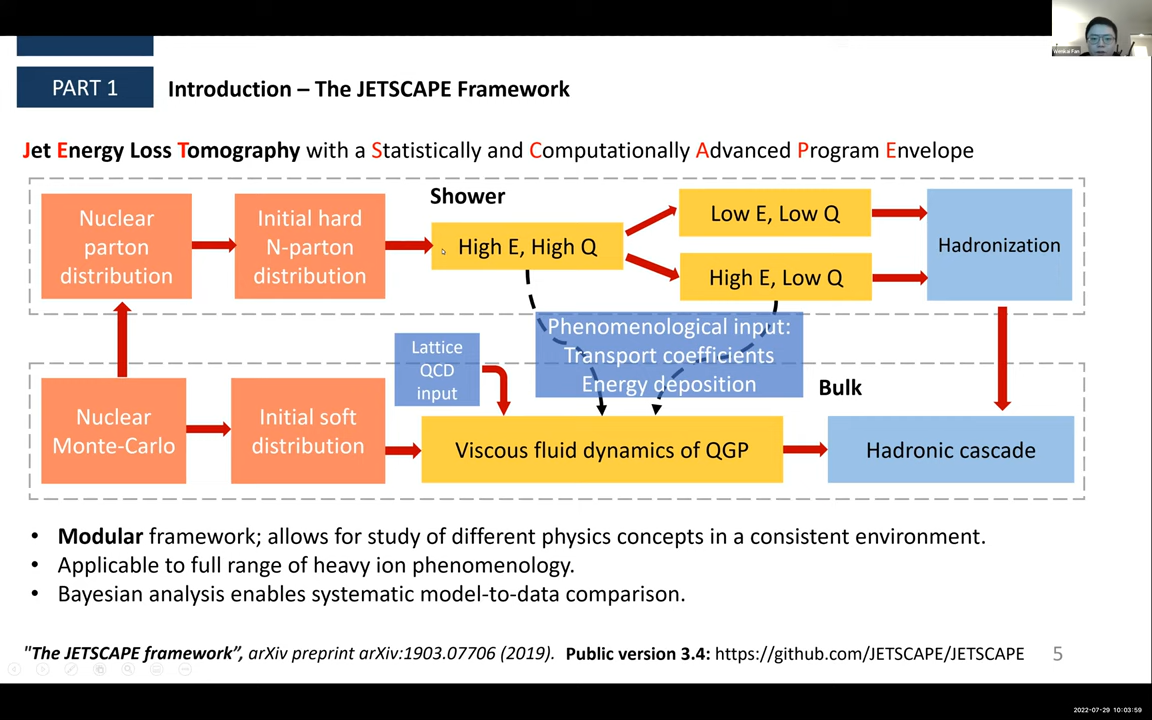 Wenkai Fan
PART 1
Introduction – The JETSCAPE Framework
Jet Energy Loss Tomography with a Statistically and Computationally Advanced Program Envelope
Shower
Nuclear
parton
distribution
Initial hard
N-parton
distribution
High E, High Q
Low E, Low Q
High E, Low Q
Hadronization
Phenomenological input:
Transport coefficients
Energy deposition
Lattice
QCD
input
Bulk
Nuclear
Monte-Carlo
Initial soft
distribution
Viscous fluid dynamics of QGP
Hadronic cascade
• Modular framework; allows for study of different physics concepts in a consistent environment.
• Applicable to full range of heavy ion phenomenology.
• Bayesian analysis enables systematic model-to-data comparison.
"The JETSCAPE framework”, arXiv preprint arXiv:1903.07706 (2019). Public version 3.4: https://github.com/JETSCAPE/JETSCAPE 5
2022-07-29 10:03:59